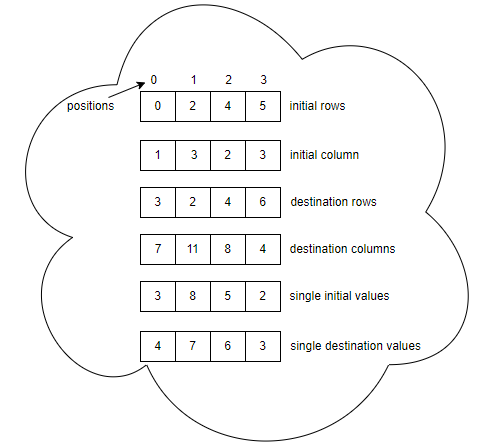 0 1 2 3
positions 0 2 4 5 initial rows
1 3 2 3 initial column
3 2 4 6 destination rows
7 11 8 4 destination columns
3 8 5 2 single initial values
4 7 6 3 single destination values